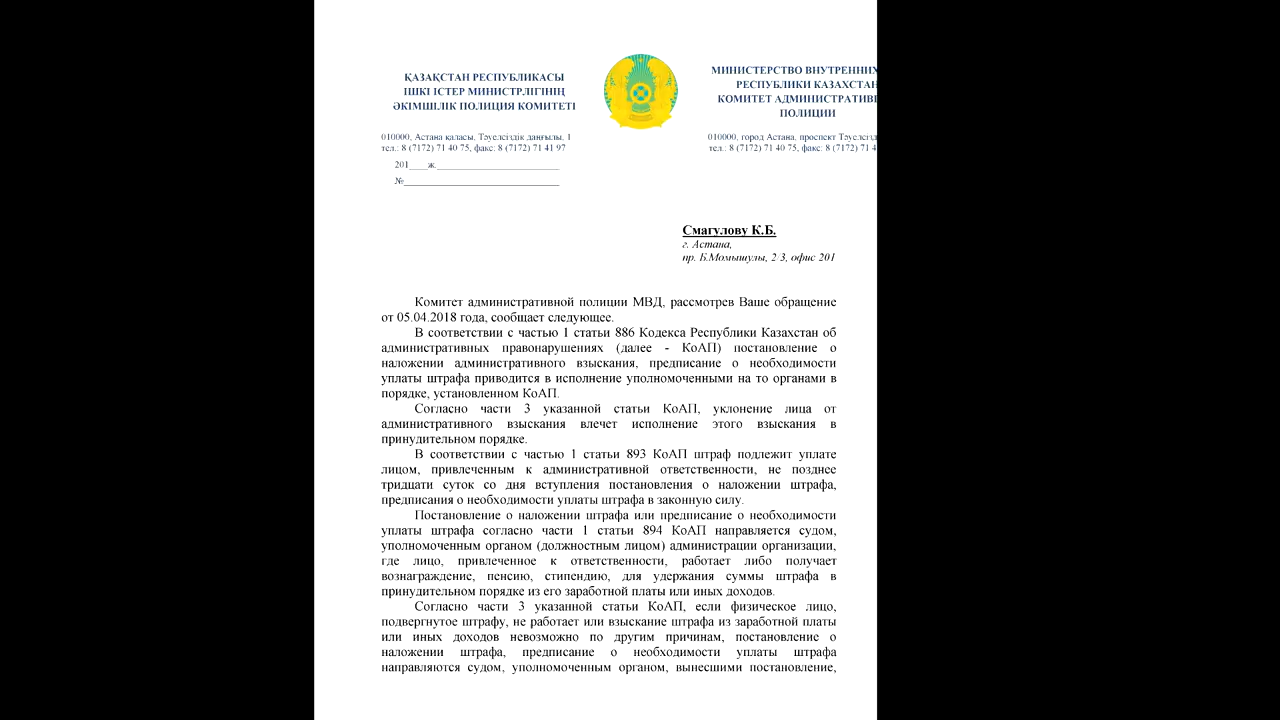 ҚАЗАҚСТАН РЕСПУБЛИКАСЫ
ІШКІ ІСТЕР МИНИСТРЛІГІНІҢ
ӘКІМШІЛІК ПОЛИЦИЯ КОМИТЕТІ
010000, Астана қаласы, Тәуелсіздік даңғылы, 1
тел.: 8 (7172) 71 40 75, факс: 8 (7172) 71 41 97
201____ж.__________________________
№_________________________________
МИНИСТЕРСТВО ВНУТРЕННИХ
РЕСПУБЛИКИ КАЗАХСТАН
КОМИТЕТ АДМИНИСТРАТИВН
ПОЛИЦИИ
010000, город Астана, проспект Тәуелсізд
тел.: 8 (7172) 71 40 75, факс: 8 (7172) 71 4
Смагулову К.Б.
г. Астана,
пр. Б.Момышулы, 2/3, офис 201
Комитет административной полиции МВД, рассмотрев Ваше обращение
от 05.04.2018 года, сообщает следующее.
В соответствии с частью 1 статьи 886 Кодекса Республики Казахстан об
административных правонарушениях (далее - КоАП) постановление о
наложении административного взыскания, предписание о необходимости
уплаты штрафа приводится в исполнение уполномоченными на то органами в
порядке, установленном КоАП.
Согласно части 3 указанной статьи КоАП, уклонение лица от
административного взыскания влечет исполнение этого взыскания в
принудительном порядке.
В соответствии с частью 1 статьи 893 КоАП штраф подлежит уплате
лицом, привлеченным к административной ответственности, не позднее
тридцати суток со дня вступления постановления о наложении штрафа,
предписания о необходимости уплаты штрафа в законную силу.
Постановление о наложении штрафа или предписание о необходимости
уплаты штрафа согласно части 1 статьи 894 КоАП направляется судом,
уполномоченным органом (должностным лицом) администрации организации,
где лицо, привлеченное к ответственности, работает либо получает
вознаграждение, пенсию, стипендию, для удержания суммы штрафа в
принудительном порядке из его заработной платы или иных доходов.
Согласно части 3 указанной статьи КоАП, если физическое лицо,
подвергнутое штрафу, не работает или взыскание штрафа из заработной платы
или иных доходов невозможно по другим причинам, постановление о
наложении штрафа, предписание о необходимости уплаты штрафа
направляются судом, уполномоченным органом, вынесшими постановление,